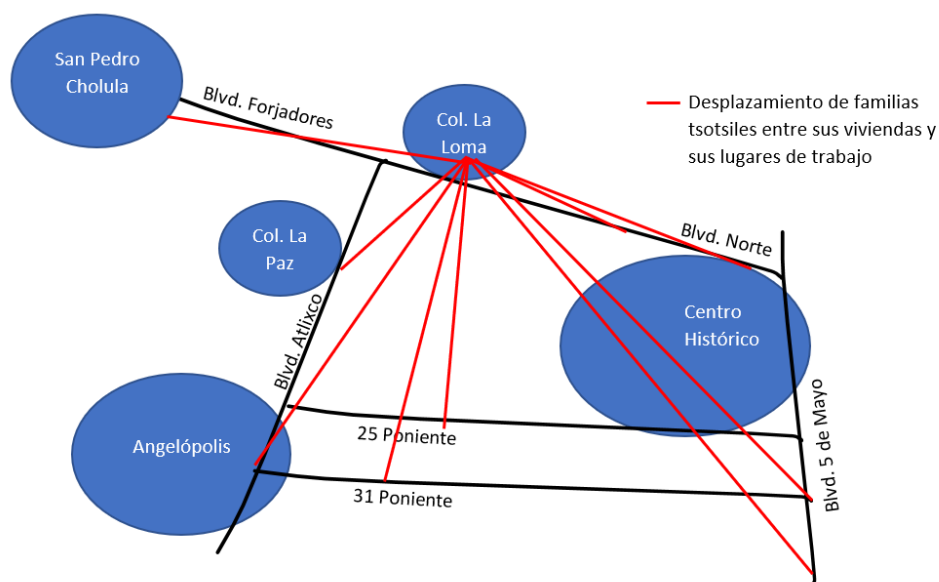 San Pedro
Cholula
Blvd. Forjadores
Col. La
Loma
Desplazamiento de familias
tsotsiles entre sus viviendas y
sus lugares de trabajo
Col. La
Paz
Blvd. Norte
Centro
Histórico
Blvd. Atlixco
Angelópolis
25 Poniente
31 Poniente
Blvd. 5 de Mayo